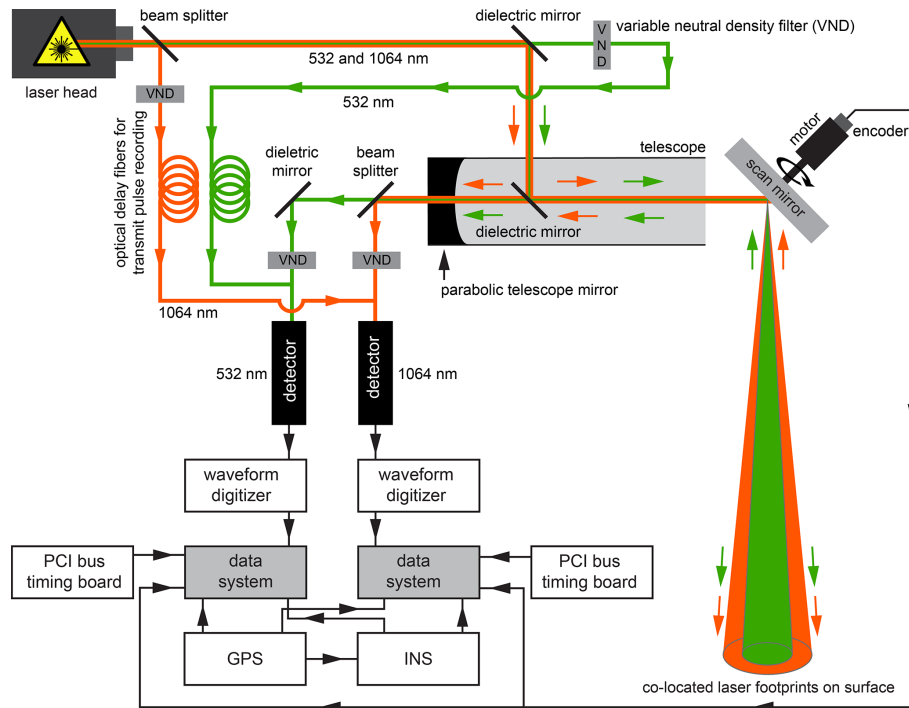 beam splitter
dielectric mirror
variable neutral density filter (VND)
V
N
D
532 and 1064 nm
laser head
VND
532 nm
optical delay fibers for
transmit pulse recording
dieletric
mirror
beam
splitter
telescope
motor
encoder
scan mirror
dielectric mirror
VND
VND
parabolic telescope mirror
1064 nm
532 nm
detector
detector
1064 nm
waveform
digitizer
waveform
digitizer
PCI bus
timing board
data
system
data
system
PCI bus
timing board
GPS
INS
co-located laser footprints on surface